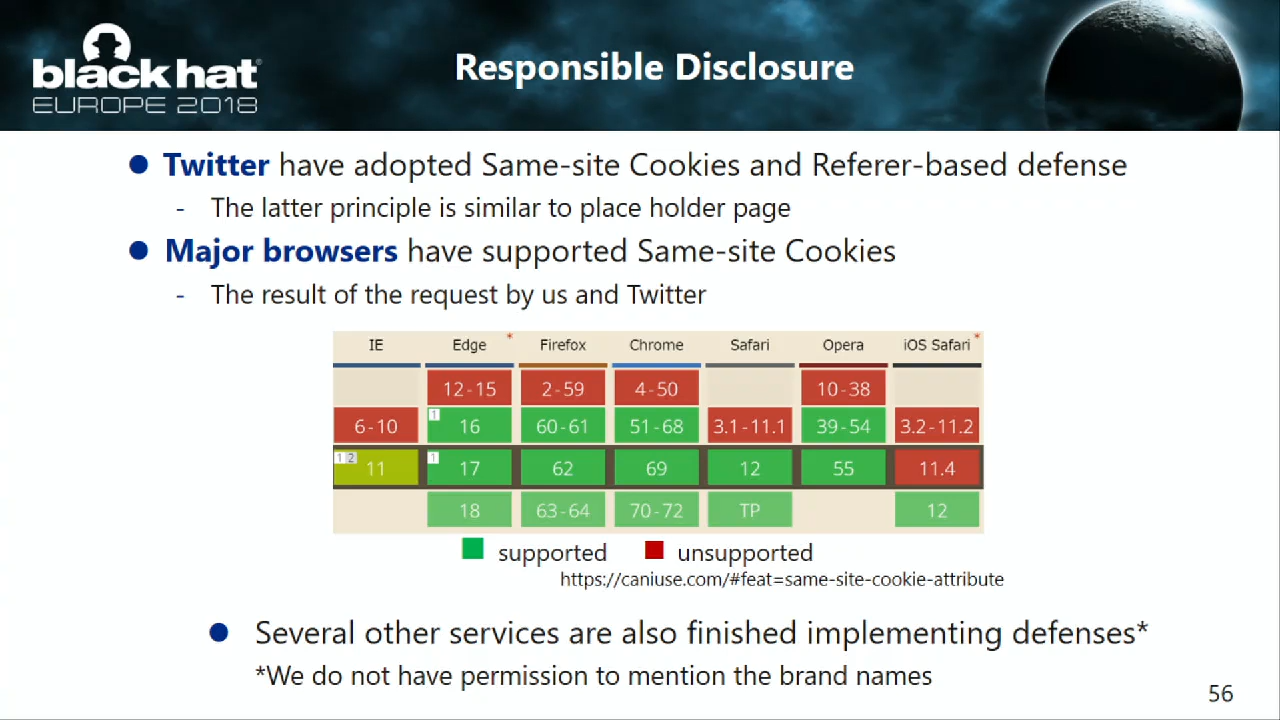 black hat
EUROPE 2018
Responsible Disclosure
Twitter have adopted Same-site Cookies and Referer-based defense
- The latter principle is similar to place holder page
Major browsers have supported Same-site Cookies
- The result of the request by us and Twitter
IE Edge * Firefox Chrome Safari Opera iOS Safari *
12-15 2-59 4-50 10-38
6-10 1 16 60-61 51-68 3.1-11.1 39-54 3.2-11.2
1 2 11 1 17 62 69 12 55 11.4
18 63-64 70-72 TP 12
supported unsupported
https://caniuse.com/#feat=same-site-cookie-attribute
Several other services are also finished implementing defenses*
*We do not have permission to mention the brand names
56